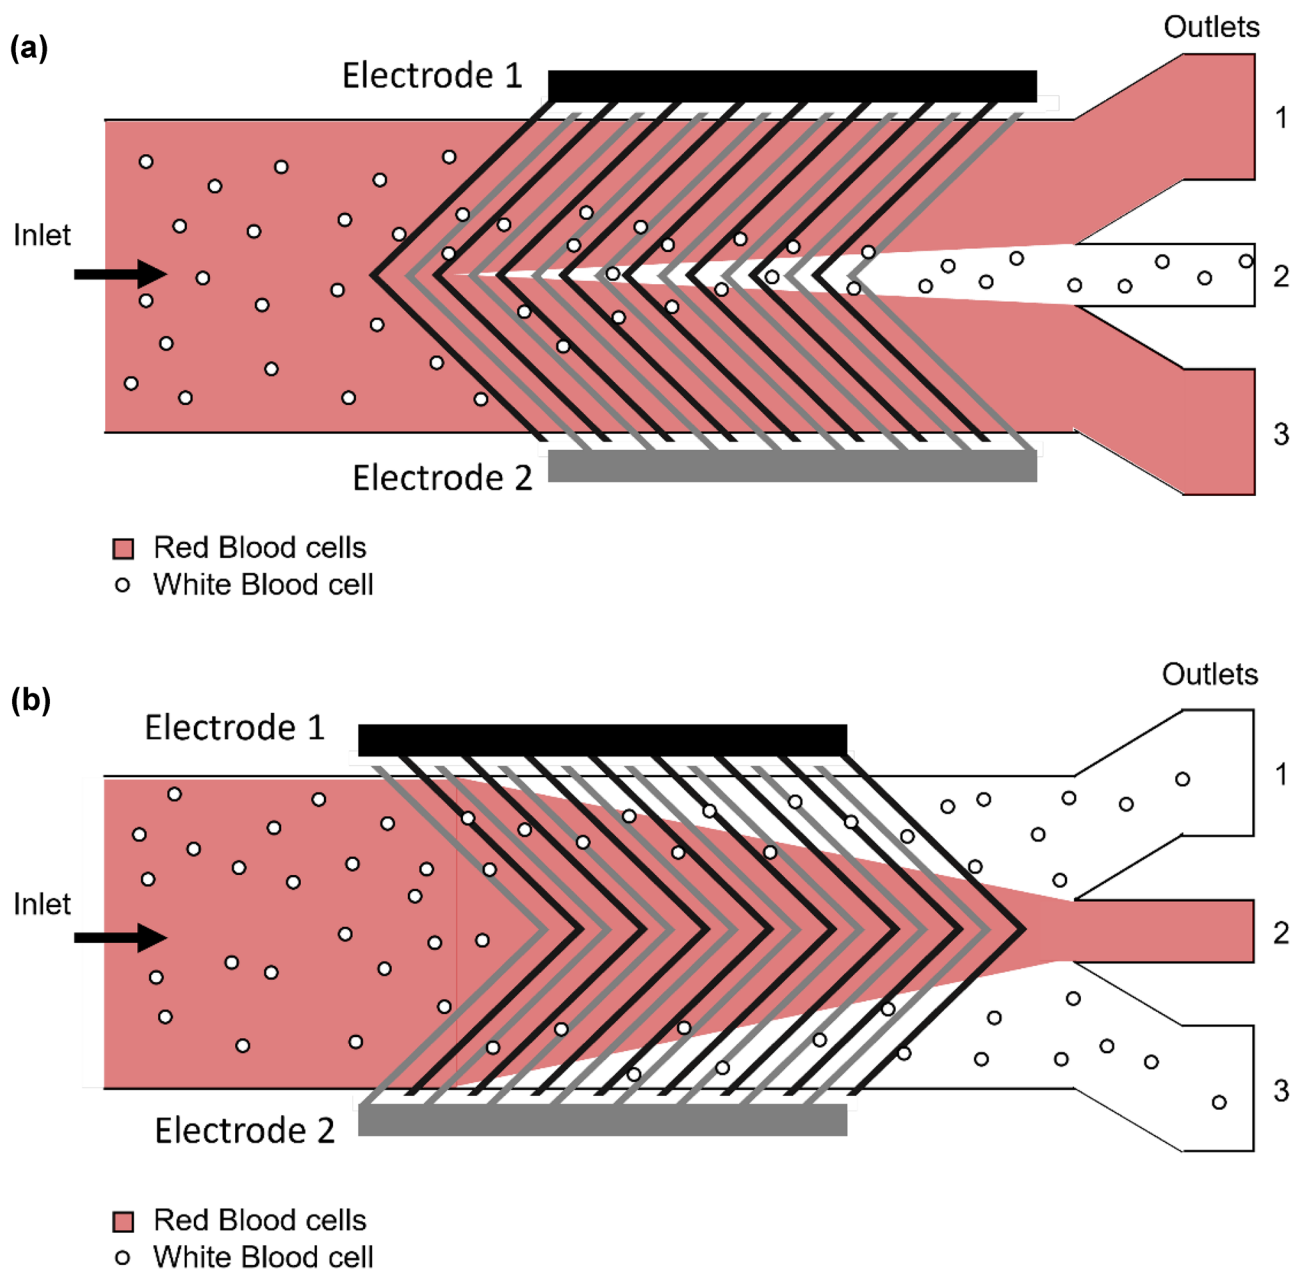 (a)
Outlets
Electrode 1
1
Inlet
2
3
Electrode 2
Red Blood cells
White Blood cell
(b)
Outlets
Electrode 1
1
Inlet
2
3
Electrode 2
Red Blood cells
White Blood cell